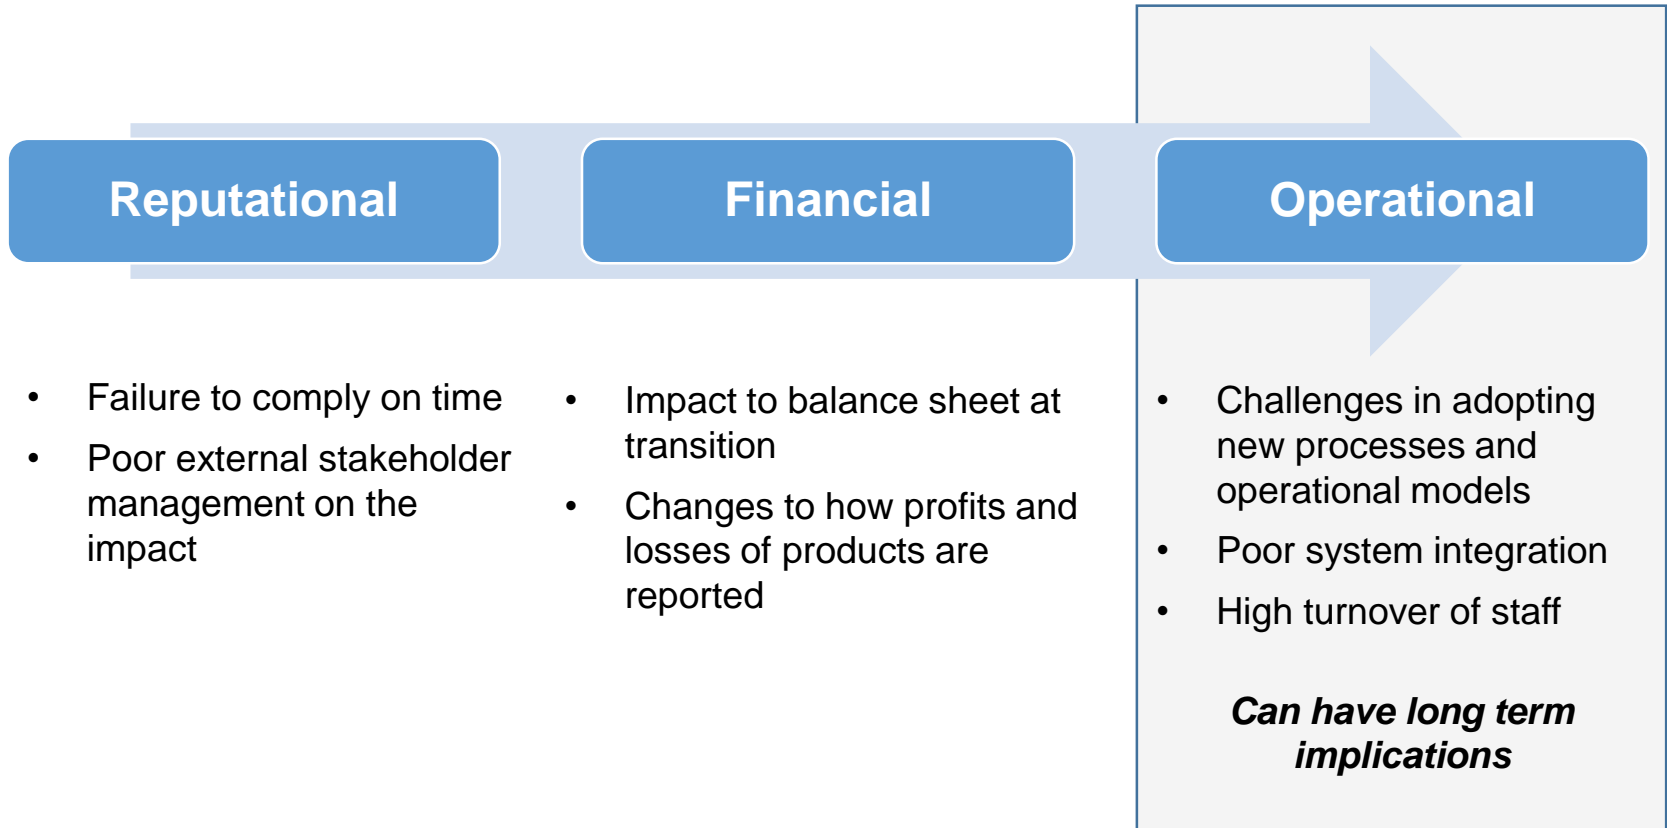 Reputational
Financial
Operational
• Failure to comply on time
• Poor external stakeholder
management on the
impact
• Impact to balance sheet at
transition
• Changes to how profits and
losses of products are
reported
• Challenges in adopting
new processes and
operational models
• Poor system integration
• High turnover of staff
Can have long term
implications